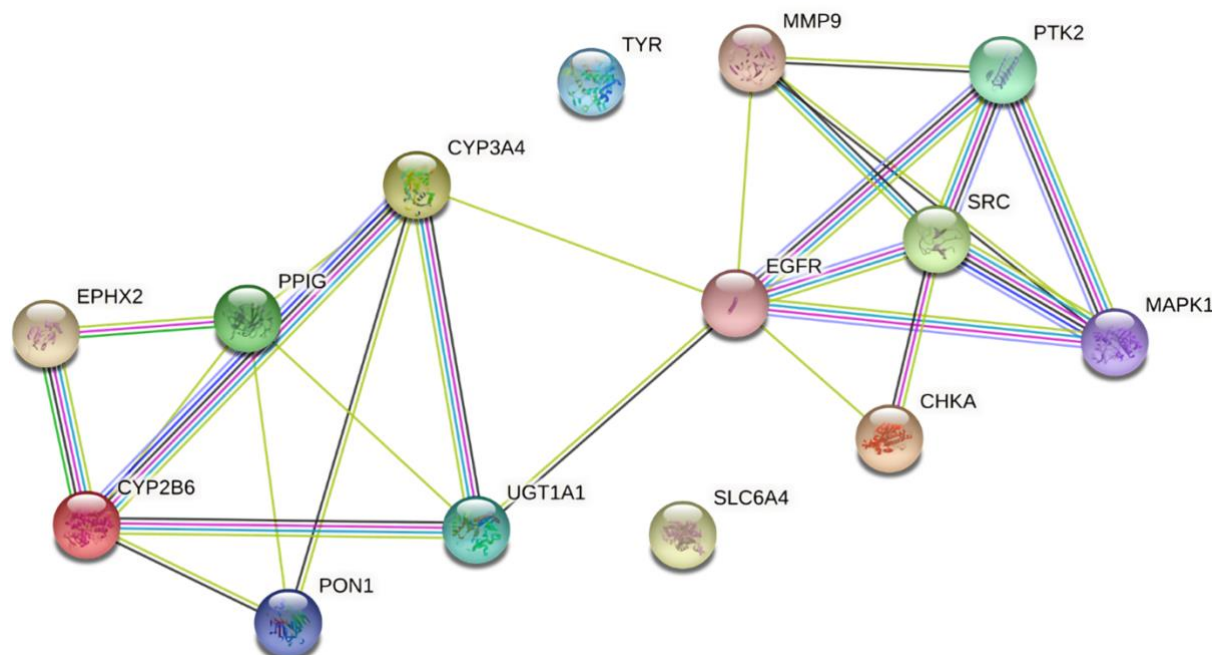 MMP9
PTK2
TYR
CYP3A4
SRC
EGFR
PPIG
EPHX2
MAPK1
CHKA
CYP2B6
UGT1A1
SLC6A4
PON1